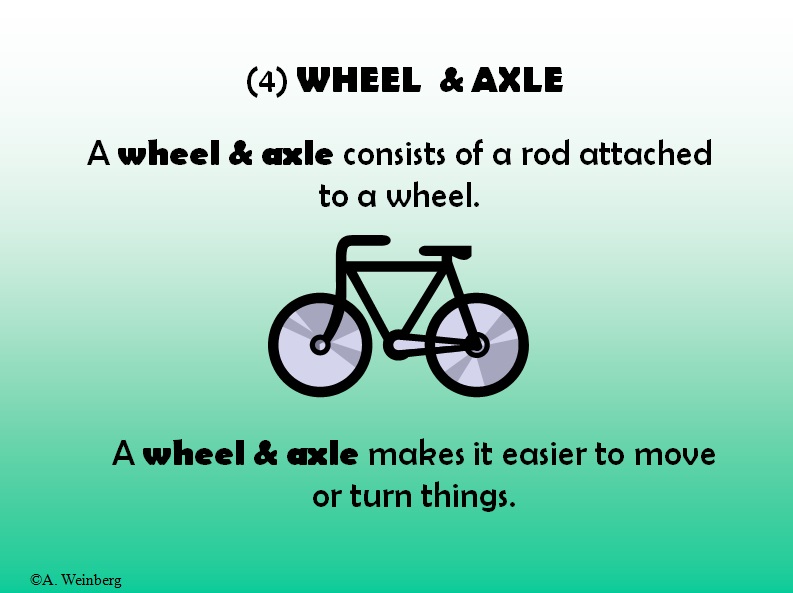 (4) WHEEL & AXLE
A wheel & axle consists of a rod attached
to a wheel.
A wheel & axle makes it easier to move
or turn things.
©A. Weinberg